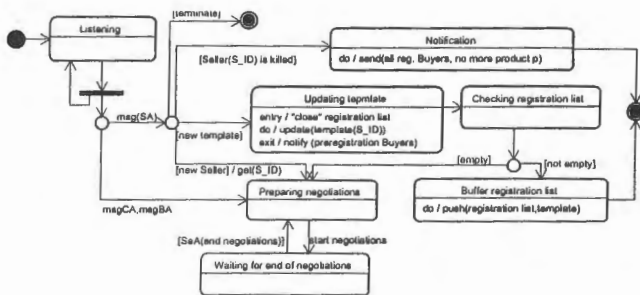 [terminate]
Listening
Notification
do / send(all reg. Buyers, no more product p)
[Seller(S_ID) is killed]
Updating tepmlate
entry / "close" registration list
do / update(template(S_ID))
exit / notify (preregistration Buyers)
Checking registration list
msg(SA)
[new template]
[empty]
[not empty]
[new Seller] / get(S_ID)
Preparing negotiations
Buffer registration list
do / push(registration list,template)
msgCA,msgBA
[SeA(end negotiations)]
start negotiations
Waiting for end of negotiations